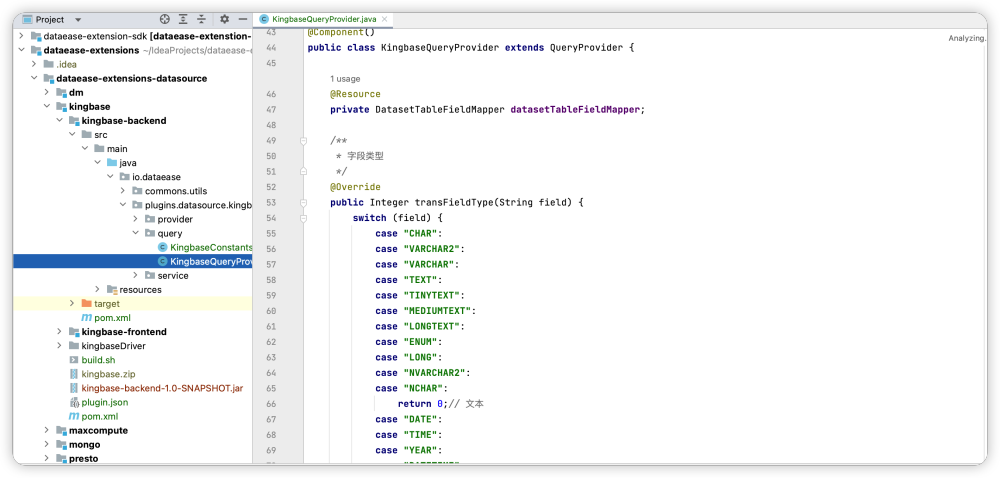 Project
KingbaseQueryProvider.java
Analyzing.
dataease-extension-sdk [dataease-extenstion-
dataease-extensions ~/IdeaProjects/dataease-e
.idea
dataease-extensions-datasource
dm
kingbase
kingbase-backend
src
main
java
io.dataease
commons.utils
plugins.datasource.kingb
provider
query
KingbaseConstants
KingbaseQueryProv
service
resources
target
pom.xml
kingbase-frontend
kingbaseDriver
build.sh
kingbase.zip
kingbase-backend-1.0-SNAPSHOT.jar
plugin.json
pom.xml
maxcompute
mongo
presto
43 @Component()
44 public class KingbaseQueryProvider extends QueryProvider {
45
1 usage
46 @Resource
47 private DatasetTableFieldMapper datasetTableFieldMapper;
48
49 /**
50 * 字段类型
51 */
52 @Override
53 public Integer transFieldType(String field) {
54 switch (field) {
55 case "CHAR":
56 case "VARCHAR2":
57 case "VARCHAR":
58 case "TEXT":
59 case "TINYTEXT":
60 case "MEDIUMTEXT":
61 case "LONGTEXT":
62 case "ENUM":
63 case "LONG":
64 case "NVARCHAR2":
65 case "NCHAR":
66 return 0;// 文本
67 case "DATE":
68 case "TIME":
69 case "YEAR":